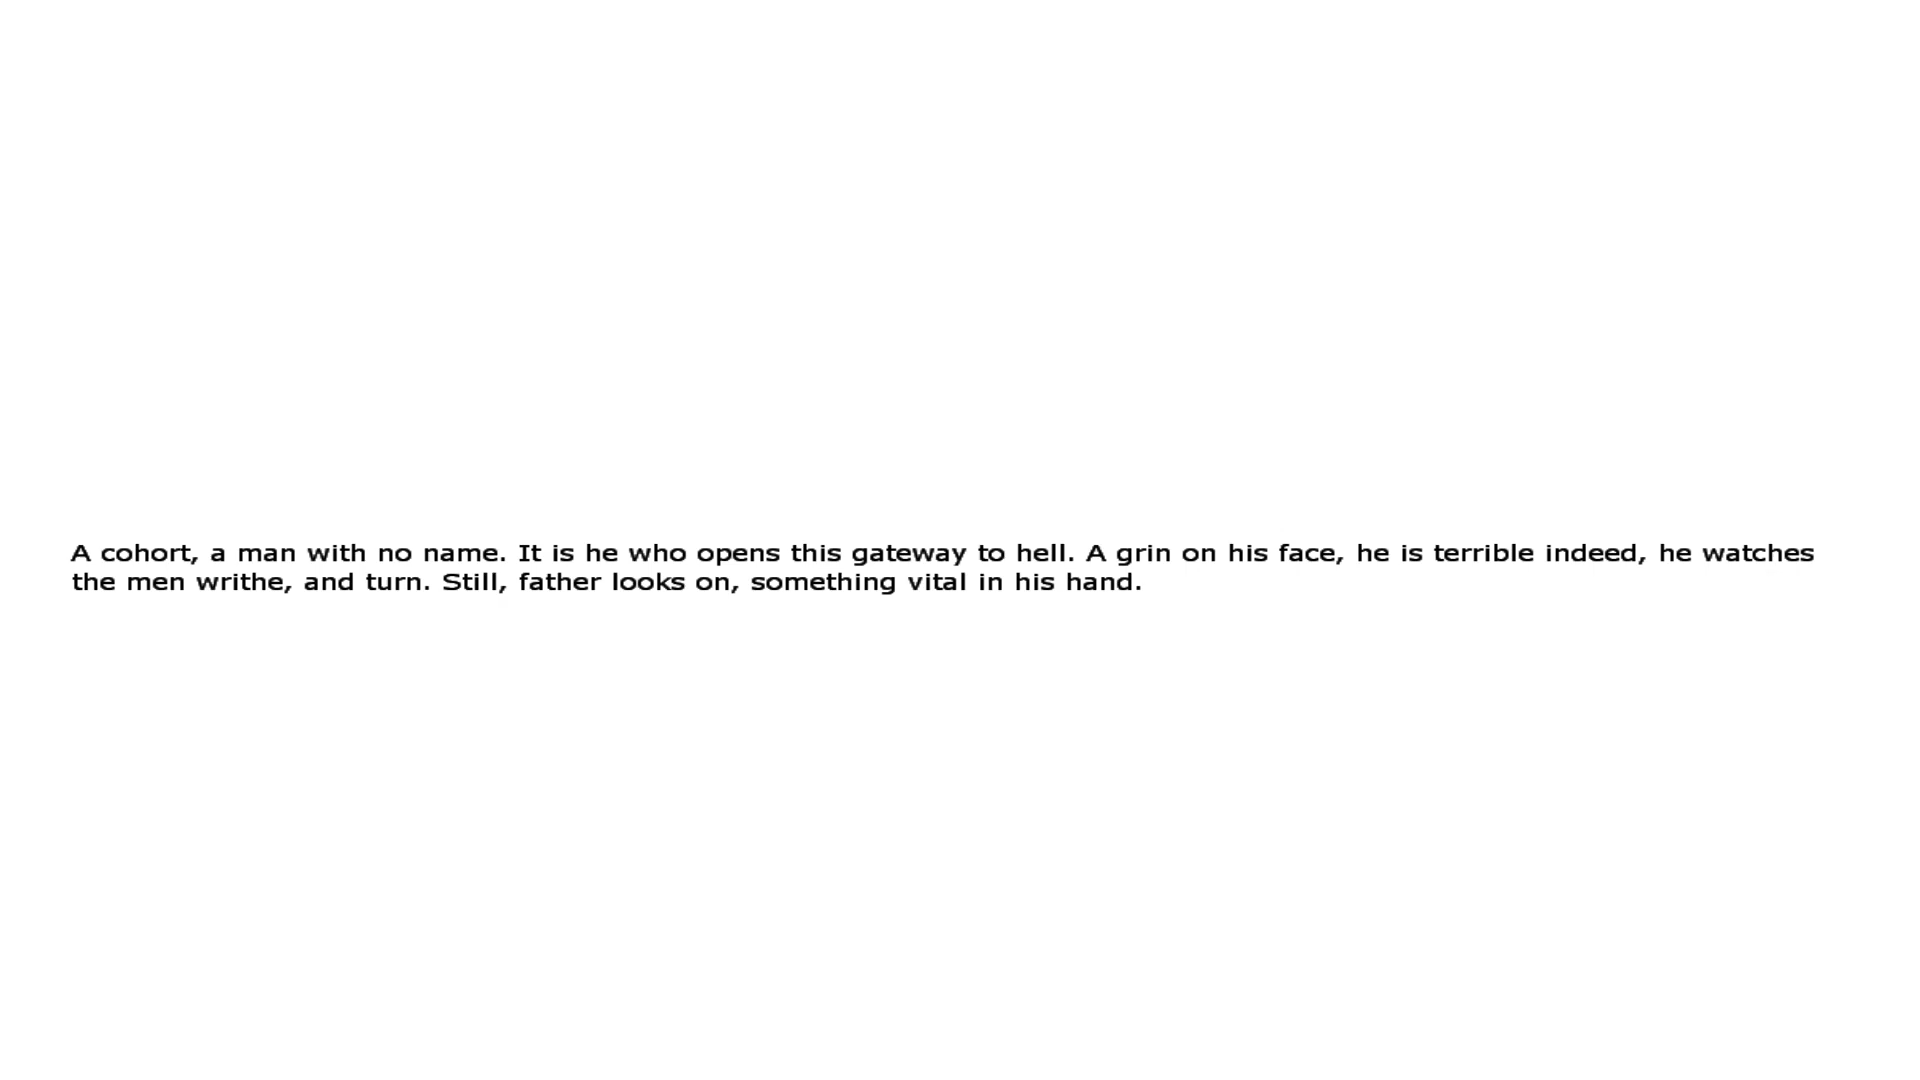 A cohort, a man with no name. It is he who opens this gateway to hell. A grin on his face, he is terrible indeed, he watches
the men writhe, and turn. Still, father looks on, something vital in his hand.